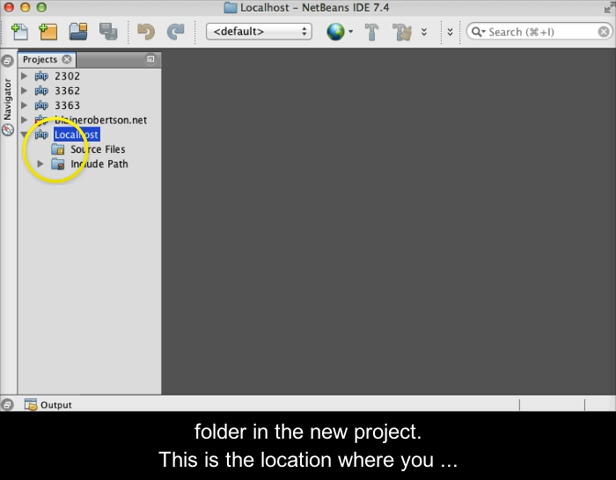 Localhost - NetBeans IDE 7.4
<default>
Search (⌘+I)
Projects
Navigator
2302
3362
3363
blainerobertson.net
Localhost
Source Files
Include Path
Output
folder in the new project.
This is the location where you ...